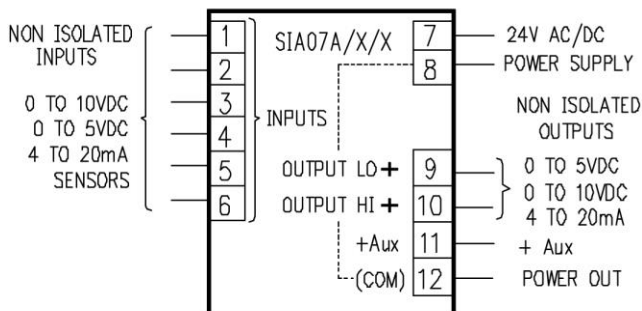 NON ISOLATED
INPUTS
0 TO 10VDC
0 TO 5VDC
4 TO 20mA
SENSORS
1
2
3
4
5
6
INPUTS
SIA07A/X/X
OUTPUT LO +
OUTPUT HI +
+Aux
(COM)
7
8
9
10
11
12
24V AC/DC
POWER SUPPLY
NON ISOLATED
OUTPUTS
0 TO 5VDC
0 TO 10VDC
4 TO 20mA
+ Aux
POWER OUT